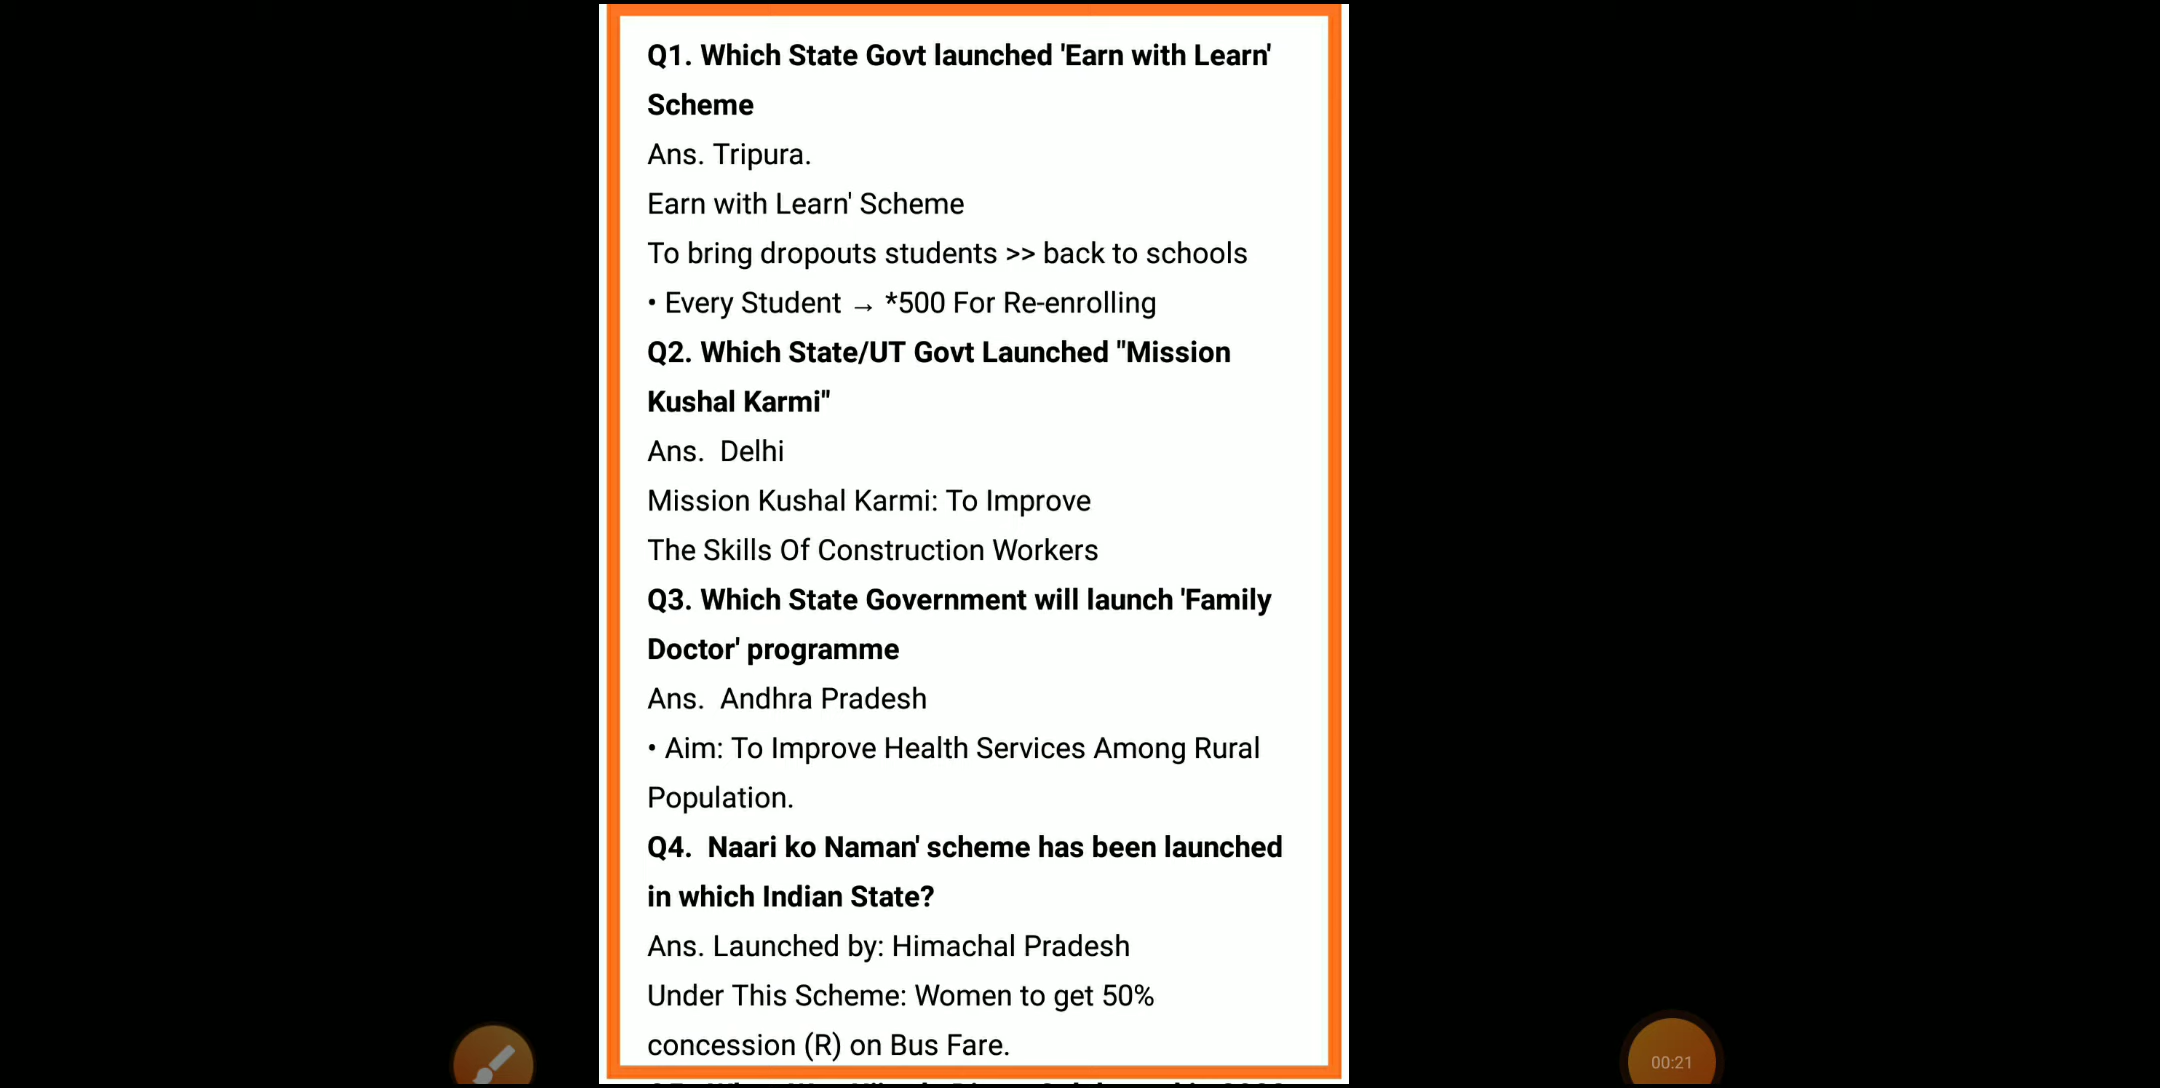 Q1. Which State Govt launched 'Earn with Learn'
Scheme
Ans. Tripura.
Earn with Learn' Scheme
To bring dropouts students >> back to schools
• Every Student → *500 For Re-enrolling
Q2. Which State/UT Govt Launched "Mission
Kushal Karmi"
Ans.  Delhi
Mission Kushal Karmi: To Improve
The Skills Of Construction Workers
Q3. Which State Government will launch 'Family
Doctor' programme
Ans.  Andhra Pradesh
• Aim: To Improve Health Services Among Rural
Population.
Q4.  Naari ko Naman' scheme has been launched
in which Indian State?
Ans. Launched by: Himachal Pradesh
Under This Scheme: Women to get 50%
concession (R) on Bus Fare.
00:21